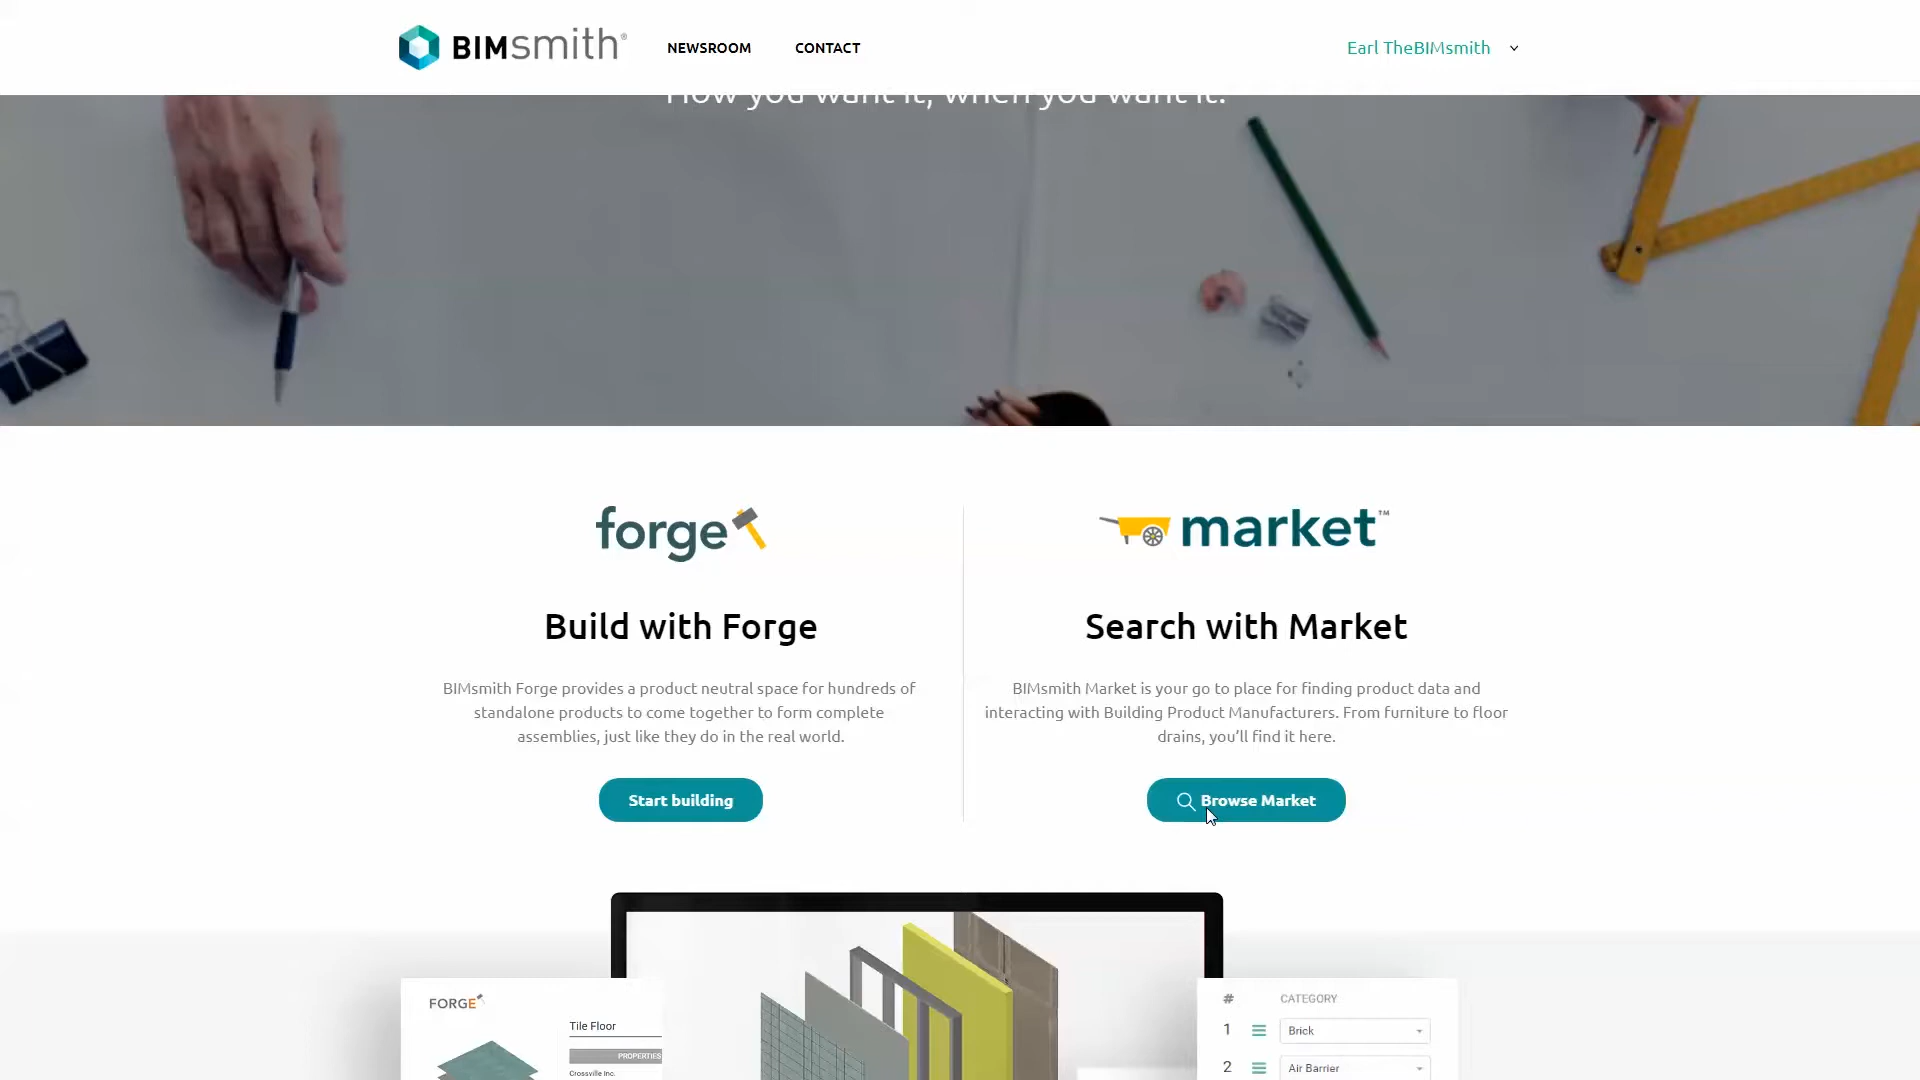 BIMsmith®
NEWSROOM
CONTACT
Earl TheBIMsmith
How you want it, when you want it.
forge
market™
Build with Forge
Search with Market
BIMsmith Forge provides a product neutral space for hundreds of
standalone products to come together to form complete
assemblies, just like they do in the real world.
BIMsmith Market is your go to place for finding product data and
interacting with Building Product Manufacturers. From furniture to floor
drains, you’ll find it here.
Start building
Browse Market
FORGE
Tile Floor
PROPERTIES
Crossville Inc.
# CATEGORY
1 Brick
2 Air Barrier